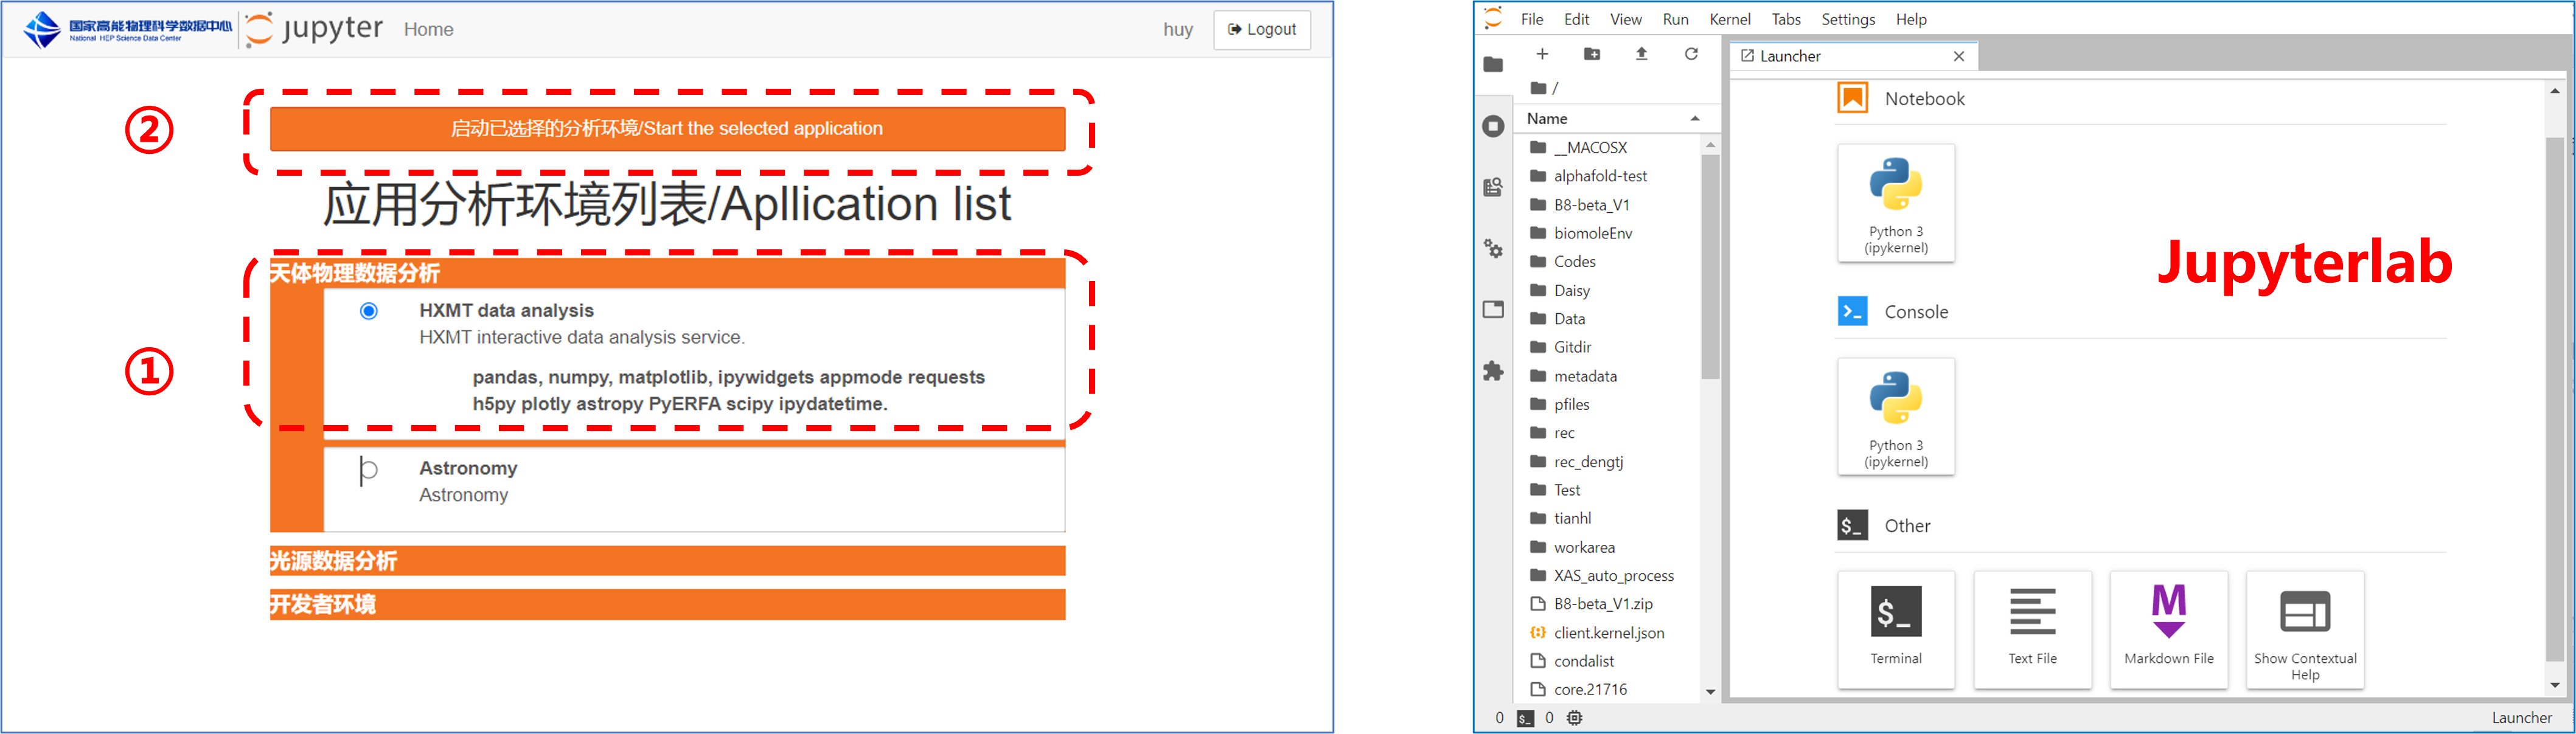 国家高能物理科学数据中心
National HEP Science Data Center
jupyter
Home
huy
Logout
②
启动已选择的分析环境/Start the selected application
应用分析环境列表/Apllication list
①
天体物理数据分析
HXMT data analysis
HXMT interactive data analysis service.
pandas, numpy, matplotlib, ipywidgets appmode requests
h5py plotly astropy PyERFA scipy ipydatetime.
Astronomy
Astronomy
光源数据分析
开发者环境
File Edit View Run Kernel Tabs Settings Help
/
Name
__MACOSX
alphafold-test
B8-beta_V1
biomoleEnv
Codes
Daisy
Data
Gitdir
metadata
pfiles
rec
rec_dengtj
Test
tianhl
workarea
XAS_auto_process
B8-beta_V1.zip
client.kernel.json
condalist
core.21716
Launcher
Notebook
Python 3
(ipykernel)
Jupyterlab
Console
Python 3
(ipykernel)
$_ Other
$_
Terminal
Text File
M
Markdown File
Show Contextual
Help
0 $_ 0
Launcher